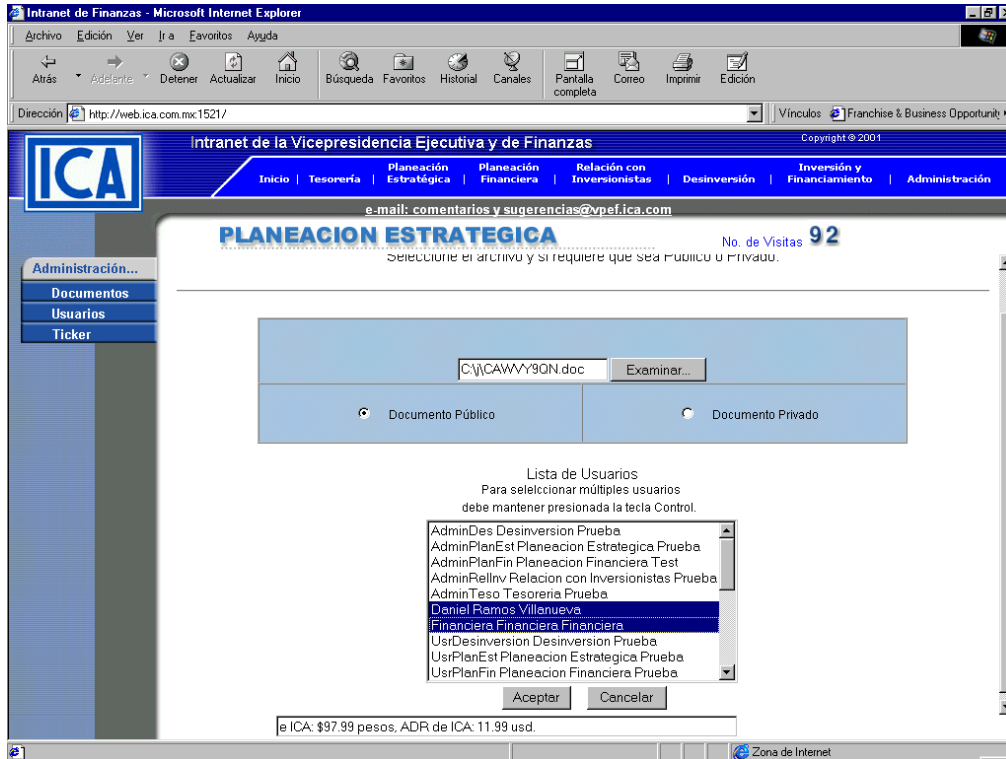 Intranet de Finanzas - Microsoft Internet Explorer
Archivo Edición Ver Ir a Favoritos Ayuda
Atrás Adelante Detener Actualizar Inicio Búsqueda Favoritos Historial Canales Pantalla completa Correo Imprimir Edición
Dirección http://web.ica.com.mx:1521/ Vínculos Franchise & Business Opportunity
ICA
Intranet de la Vicepresidencia Ejecutiva y de Finanzas Copyright © 2001
Inicio | Tesorería | Planeación Estratégica | Planeación Financiera | Relación con Inversionistas | Desinversión | Inversión y Financiamiento | Administración
e-mail: comentarios y sugerencias@vpef.ica.com
PLANEACION ESTRATEGICA No. de Visitas 92
Seleccione el archivo y si requiere que sea Publico o Privado.
Administración...
Documentos
Usuarios
Ticker
C:\j\CAWVY9QN.doc Examinar...
Documento Público Documento Privado
Lista de Usuarios
Para selelccionar múltiples usuarios
debe mantener presionada la tecla Control.
AdminDes Desinversion Prueba
AdminPlanEst Planeacion Estrategica Prueba
AdminPlanFin Planeacion Financiera Test
AdminRelInv Relacion con Inversionistas Prueba
AdminTeso Tesoreria Prueba
Daniel Ramos Villanueva
Financiera Financiera Financiera
UsrDesinversion Desinversion Prueba
UsrPlanEst Planeacion Estrategica Prueba
UsrPlanFin Planeacion Financiera Prueba
Aceptar Cancelar
e ICA: $97.99 pesos, ADR de ICA: 11.99 usd.
Zona de Internet